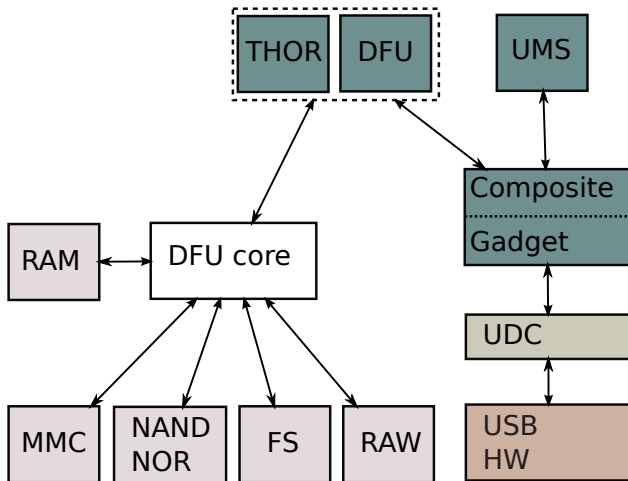 THOR
DFU
UMS
Composite
Gadget
RAM
DFU core
UDC
MMC
NAND
NOR
FS
RAW
USB
HW